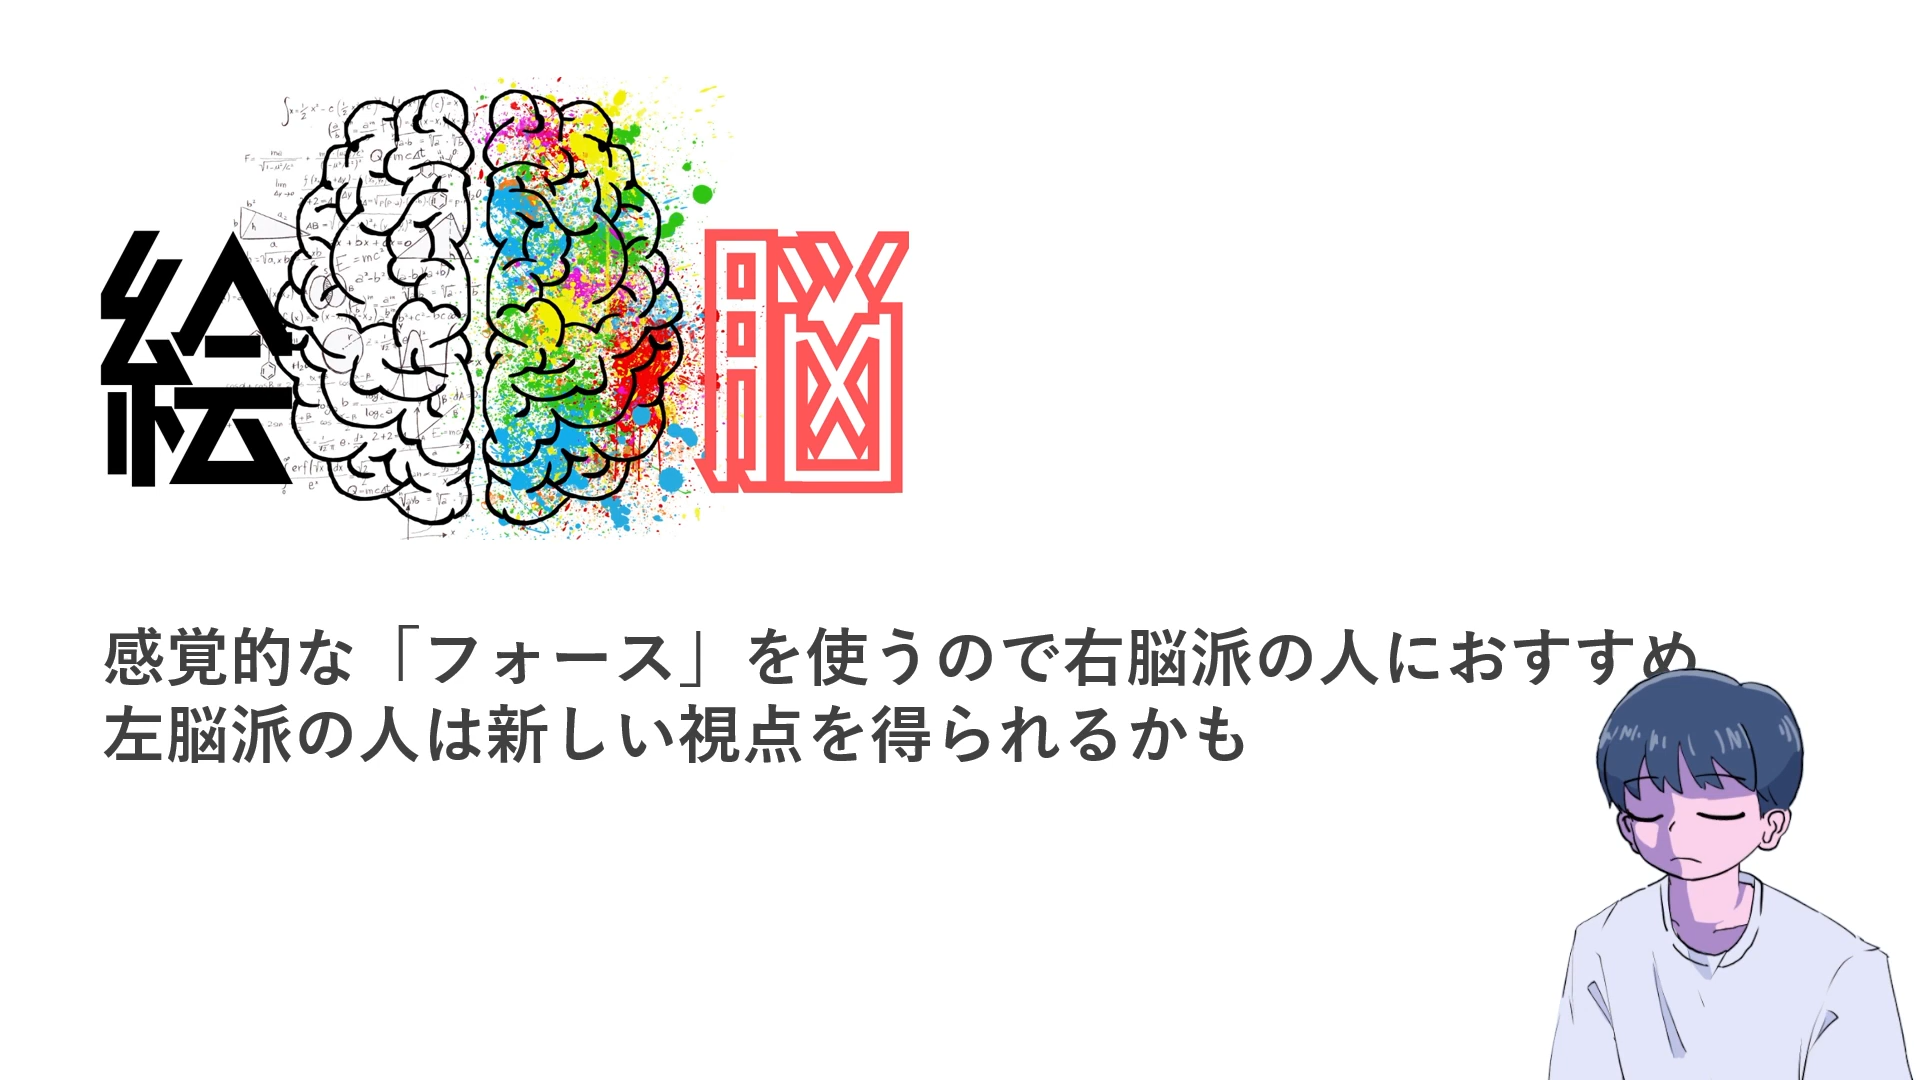 絵 脳
感覚的な「フォース」を使うので右脳派の人におすすめ
左脳派の人は新しい視点を得られるかも